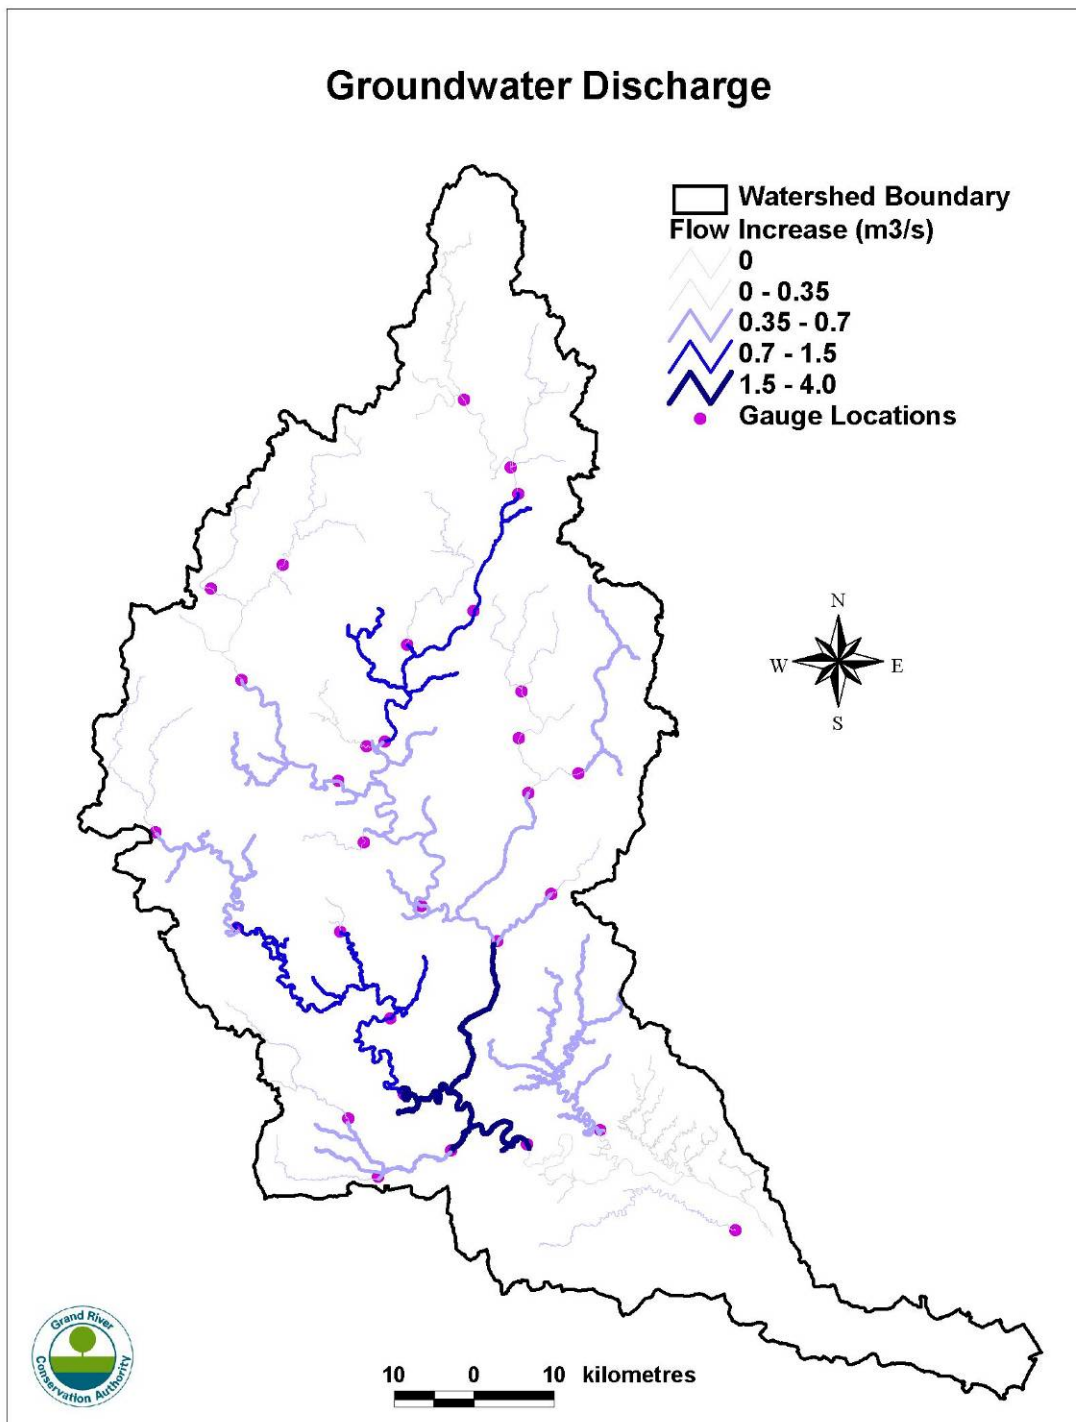 Groundwater Discharge
Watershed Boundary
Flow Increase (m3/s)
0
0 - 0.35
0.35 - 0.7
0.7 - 1.5
1.5 - 4.0
Gauge Locations
N
W E
S
Grand River
Conservation Authority
10 0 10 kilometres